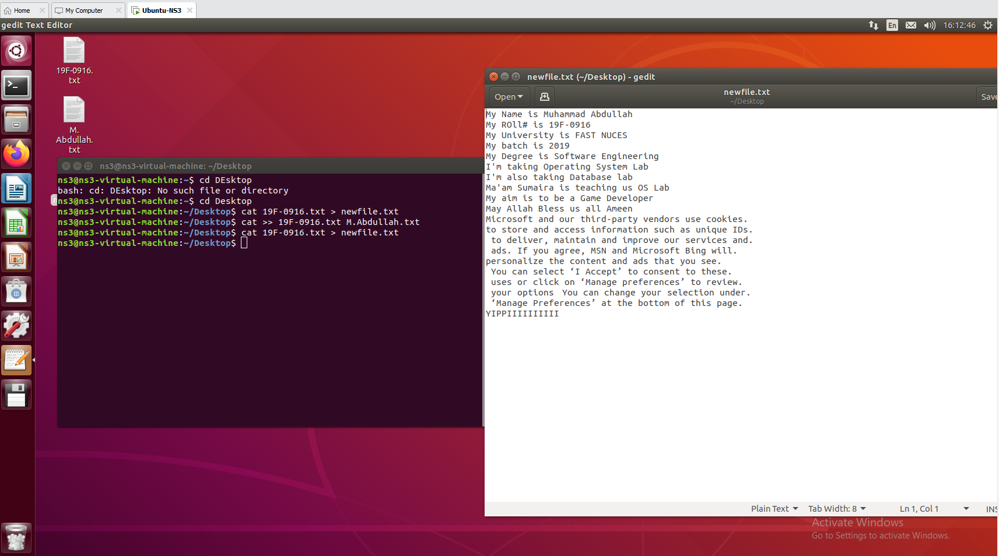 Home
My Computer
Ubuntu-NS3
gedit Text Editor
En
16:12:46
19F-0916.
txt
M.
Abdullah.
txt
ns3@ns3-virtual-machine: ~/Desktop
ns3@ns3-virtual-machine:~$ cd DEsktop
bash: cd: DEsktop: No such file or directory
ns3@ns3-virtual-machine:~$ cd Desktop
ns3@ns3-virtual-machine:~/Desktop$ cat 19F-0916.txt > newfile.txt
ns3@ns3-virtual-machine:~/Desktop$ cat >> 19F-0916.txt M.Abdullah.txt
ns3@ns3-virtual-machine:~/Desktop$ cat 19F-0916.txt > newfile.txt
ns3@ns3-virtual-machine:~/Desktop$
newfile.txt (~/Desktop) - gedit
Open
newfile.txt
~/Desktop
Save
My Name is Muhammad Abdullah
My ROll# is 19F-0916
My University is FAST NUCES
My batch is 2019
My Degree is Software Engineering
I'm taking Operating System Lab
I'm also taking Database lab
Ma'am Sumaira is teaching us OS Lab
My aim is to be a Game Developer
May Allah Bless us all Ameen
Microsoft and our third-party vendors use cookies.
to store and access information such as unique IDs.
to deliver, maintain and improve our services and.
ads. If you agree, MSN and Microsoft Bing will.
personalize the content and ads that you see.
You can select ‘I Accept’ to consent to these.
uses or click on ‘Manage preferences’ to review.
your options You can change your selection under.
‘Manage Preferences’ at the bottom of this page.
YIPPIIIIIIIIII
Plain Text
Tab Width: 8
Ln 1, Col 1
INS
Activate Windows
Go to Settings to activate Windows.